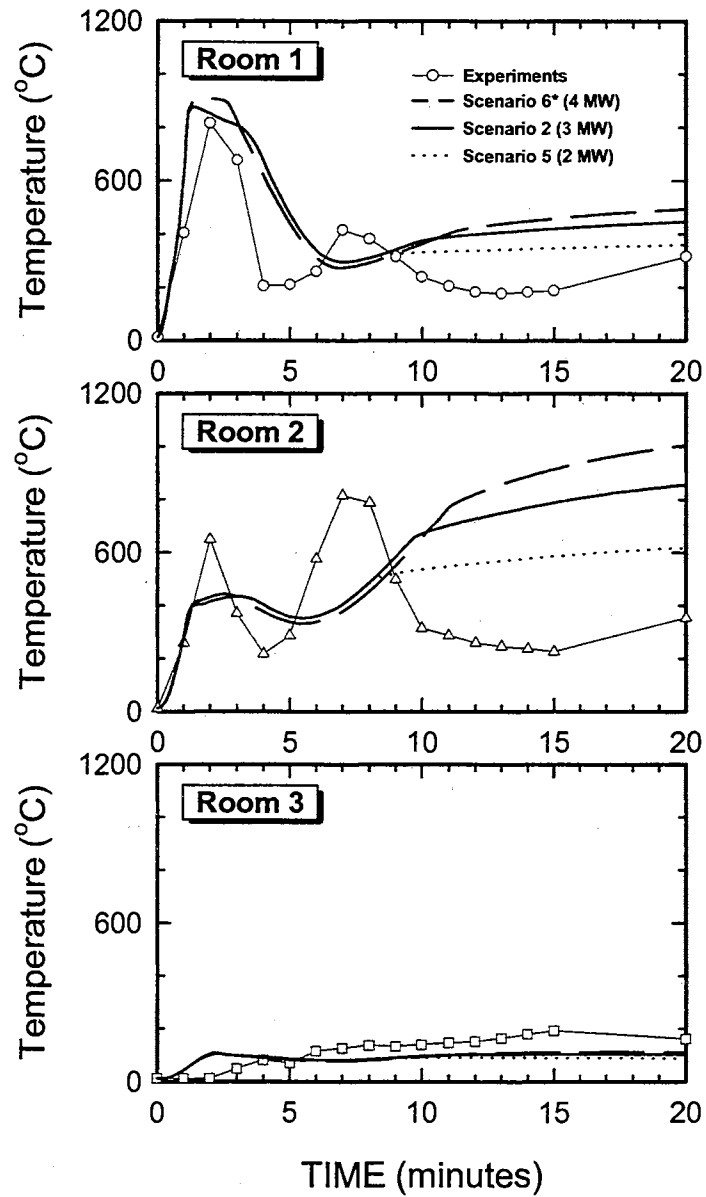 1200
Room 1
Experiments
Scenario 6* (4 MW)
Scenario 2 (3 MW)
Scenario 5 (2 MW)
600
0
Temperature (°C)
0 5 10 15 20
1200
Room 2
600
0
Temperature (°C)
0 5 10 15 20
1200
Room 3
600
0
Temperature (°C)
0 5 10 15 20
TIME (minutes)